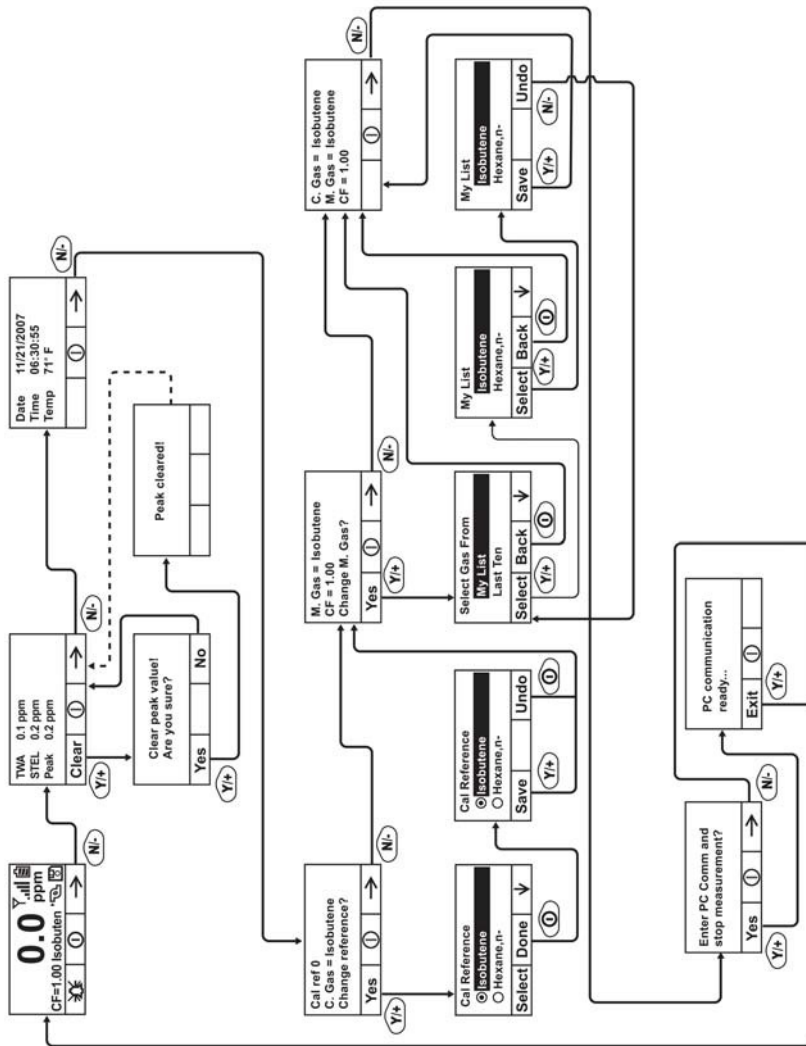 0.0
ppm
CF=1.00 Isobuten
N/-
TWA 0.1 ppm
STEL 0.2 ppm
Peak 0.2 ppm
Clear
Y/+
N/-
Clear peak value!
Are you sure?
Yes No
Y/+
Peak cleared!
Date 11/21/2007
Time 06:30:55
Temp 71° F
N/-
Cal ref 0
C. Gas = Isobutene
Change reference?
Yes
Y/+
N/-
Cal Reference
Isobutene
Hexane,n-
Select Done
Cal Reference
Isobutene
Hexane,n-
Save Undo
Y/+
M. Gas = Isobutene
CF = 1.00
Change M. Gas?
Yes
Y/+
N/-
Select Gas From
My List
Last Ten
Select Back
Y/+
My List
Isobutene
Hexane,n-
Select Back
Y/+
My List
Isobutene
Hexane,n-
Save Undo
Y/+
N/-
C. Gas = Isobutene
M. Gas = Isobutene
CF = 1.00
N/-
Enter PC Comm and
stop measurement?
Yes
Y/+
N/-
PC communication
ready...
Exit
Y/+